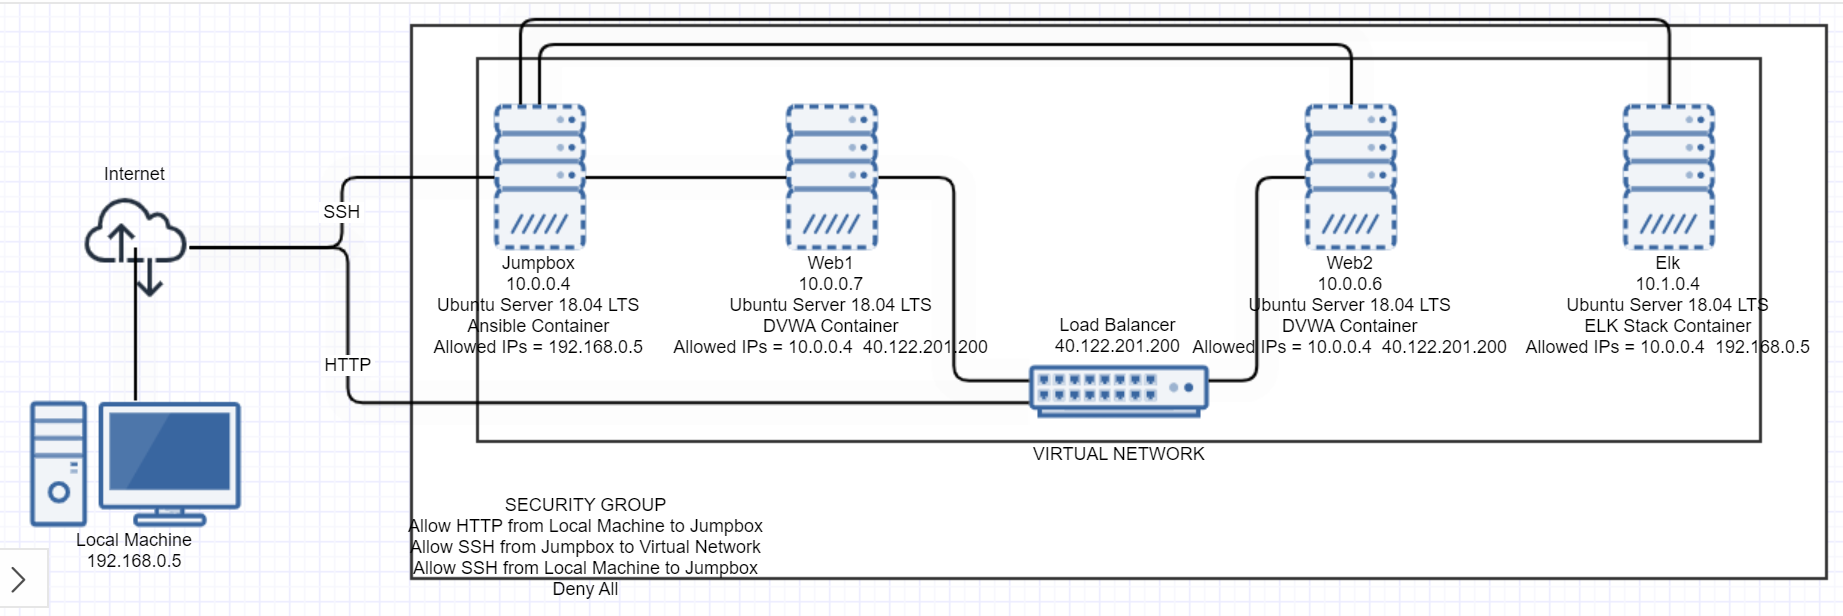 Internet
SSH
HTTP
Local Machine
192.168.0.5
Jumpbox
10.0.0.4
Ubuntu Server 18.04 LTS
Ansible Container
Allowed IPs = 192.168.0.5
Web1
10.0.0.7
Ubuntu Server 18.04 LTS
DVWA Container
Allowed IPs = 10.0.0.4  40.122.201.200
Load Balancer
40.122.201.200
Web2
10.0.0.6
Ubuntu Server 18.04 LTS
DVWA Container
Allowed IPs = 10.0.0.4  40.122.201.200
Elk
10.1.0.4
Ubuntu Server 18.04 LTS
ELK Stack Container
Allowed IPs = 10.0.0.4  192.168.0.5
VIRTUAL NETWORK
SECURITY GROUP
Allow HTTP from Local Machine to Jumpbox
Allow SSH from Jumpbox to Virtual Network
Allow SSH from Local Machine to Jumpbox
Deny All